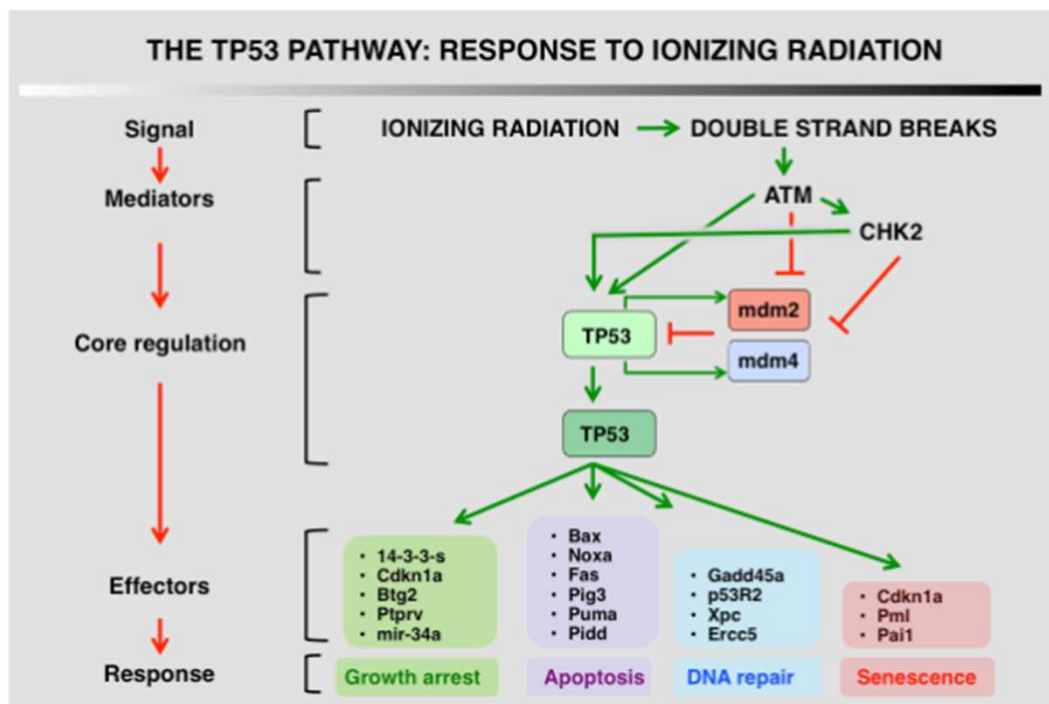 THE TP53 PATHWAY: RESPONSE TO IONIZING RADIATION
Signal
IONIZING RADIATION
DOUBLE STRAND BREAKS
Mediators
ATM
CHK2
Core regulation
mdm2
TP53
mdm4
TP53
Effectors
• 14-3-3-s
• Cdkn1a
• Btg2
• Ptprv
• mir-34a
• Bax
• Noxa
• Fas
• Pig3
• Puma
• Pidd
• Gadd45a
• p53R2
• Xpc
• Ercc5
• Cdkn1a
• Pml
• Pai1
Response
Growth arrest
Apoptosis
DNA repair
Senescence